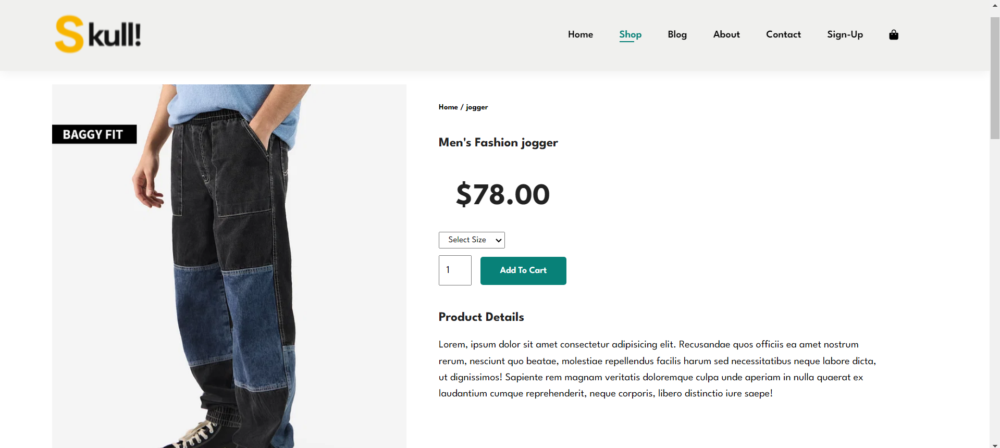 Skull!
Home Shop Blog About Contact Sign-Up
BAGGY FIT
Home / jogger
Men's Fashion jogger
$78.00
Select Size
1
Add To Cart
Product Details
Lorem, ipsum dolor sit amet consectetur adipisicing elit. Recusandae quos officiis ea amet nostrum
rerum, nesciunt quo beatae, molestiae repellendus facilis harum sed necessitatibus neque labore dicta,
ut dignissimos! Sapiente rem magnam veritatis doloremque culpa unde aperiam in nulla quaerat ex
laudantium cumque reprehenderit, neque corporis, libero distinctio iure saepe!